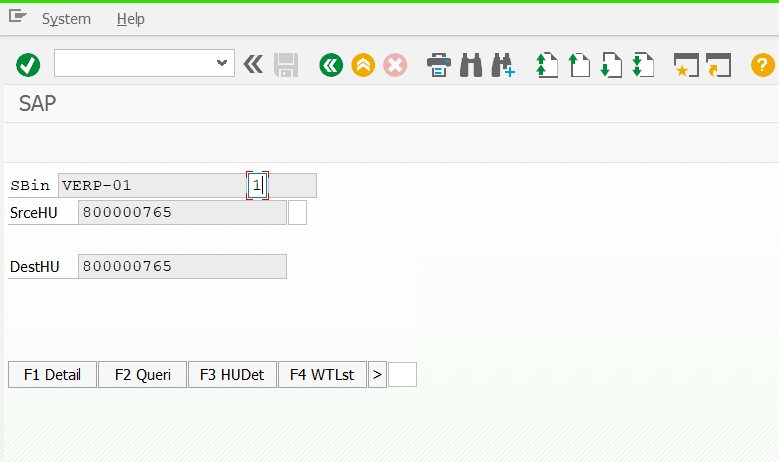 System Help
SAP
SBin VERP-01 1
SrceHU 800000765
DestHU 800000765
F1 Detail F2 Queri F3 HUDet F4 WTLst >